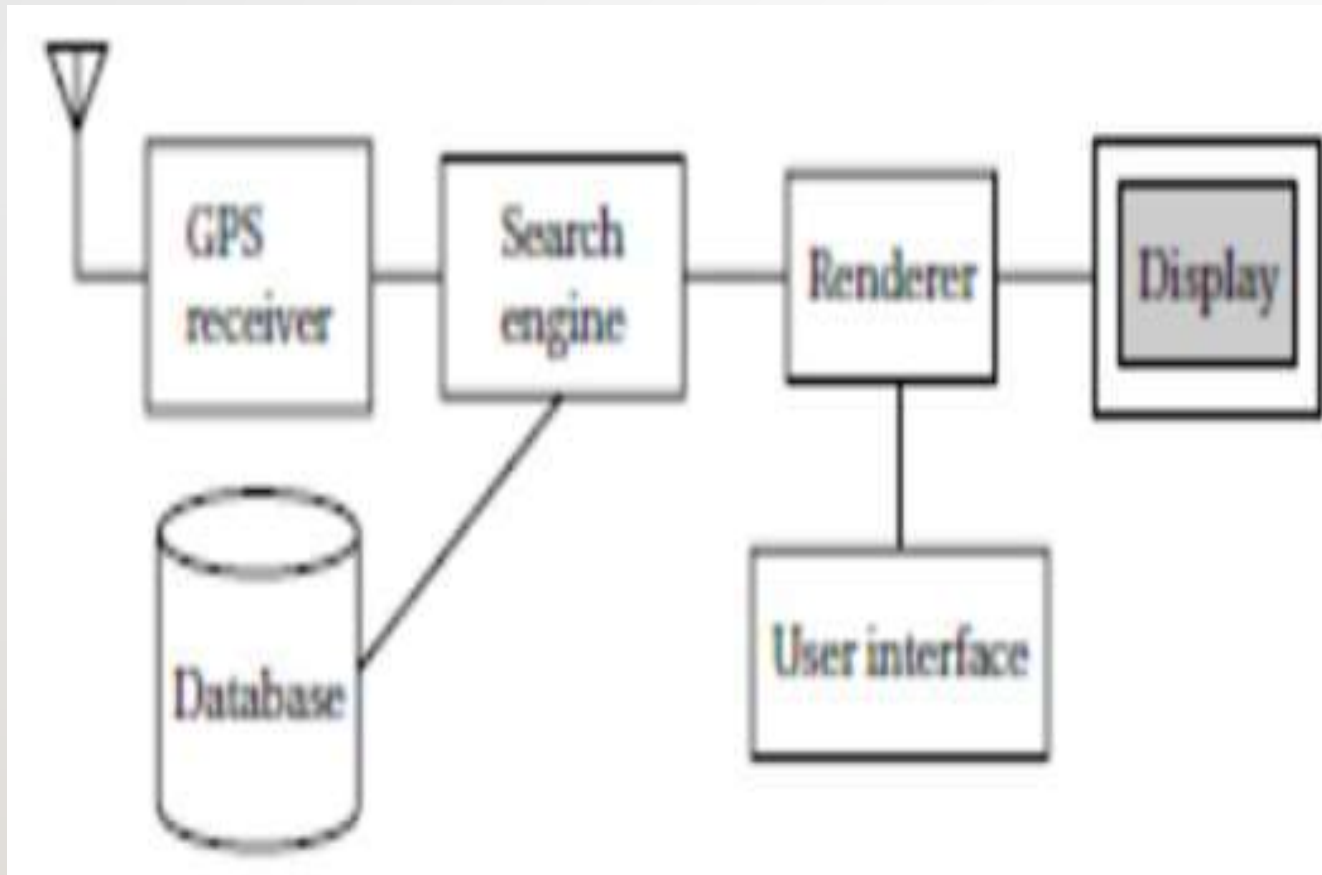 GPS
receiver
Search
engine
Renderer
Display
Database
User interface